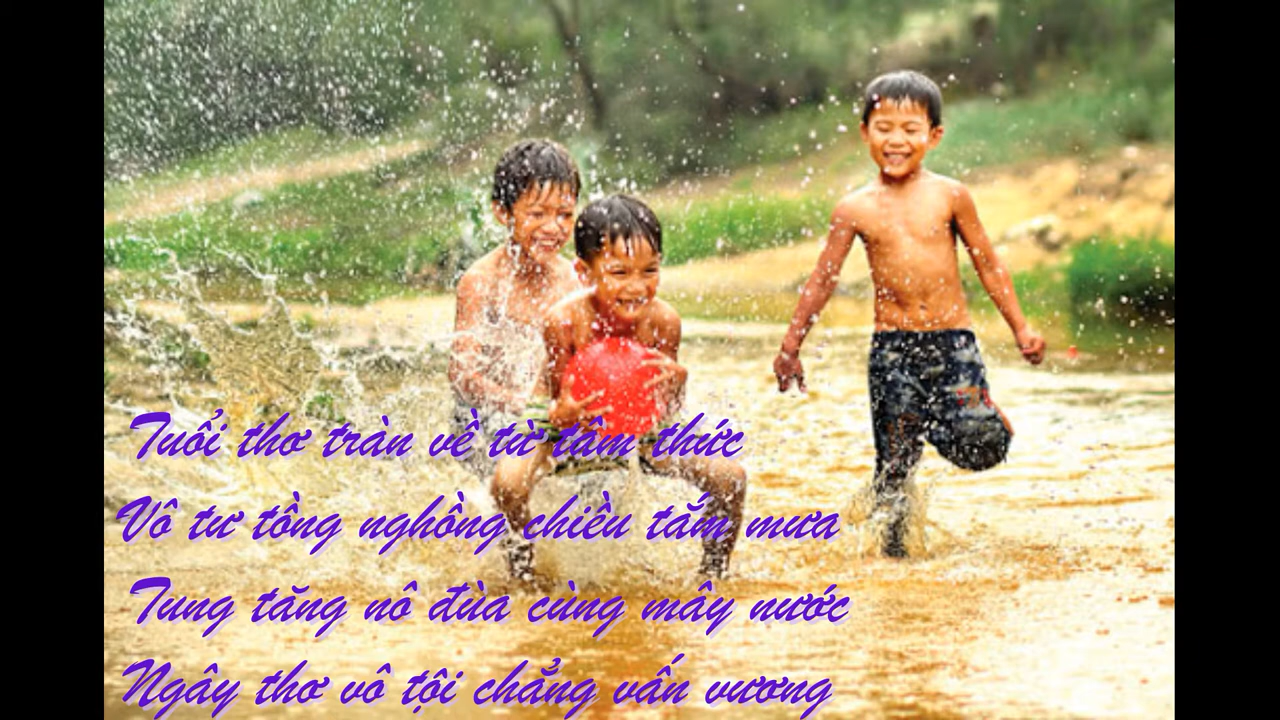 Tuổi thơ tràn về từ tâm thức
Vô tư tồng nghồng chiều tắm mưa
Tung tăng nô đùa cùng mây nước
Ngây thơ vô tội chẳng vấn vương